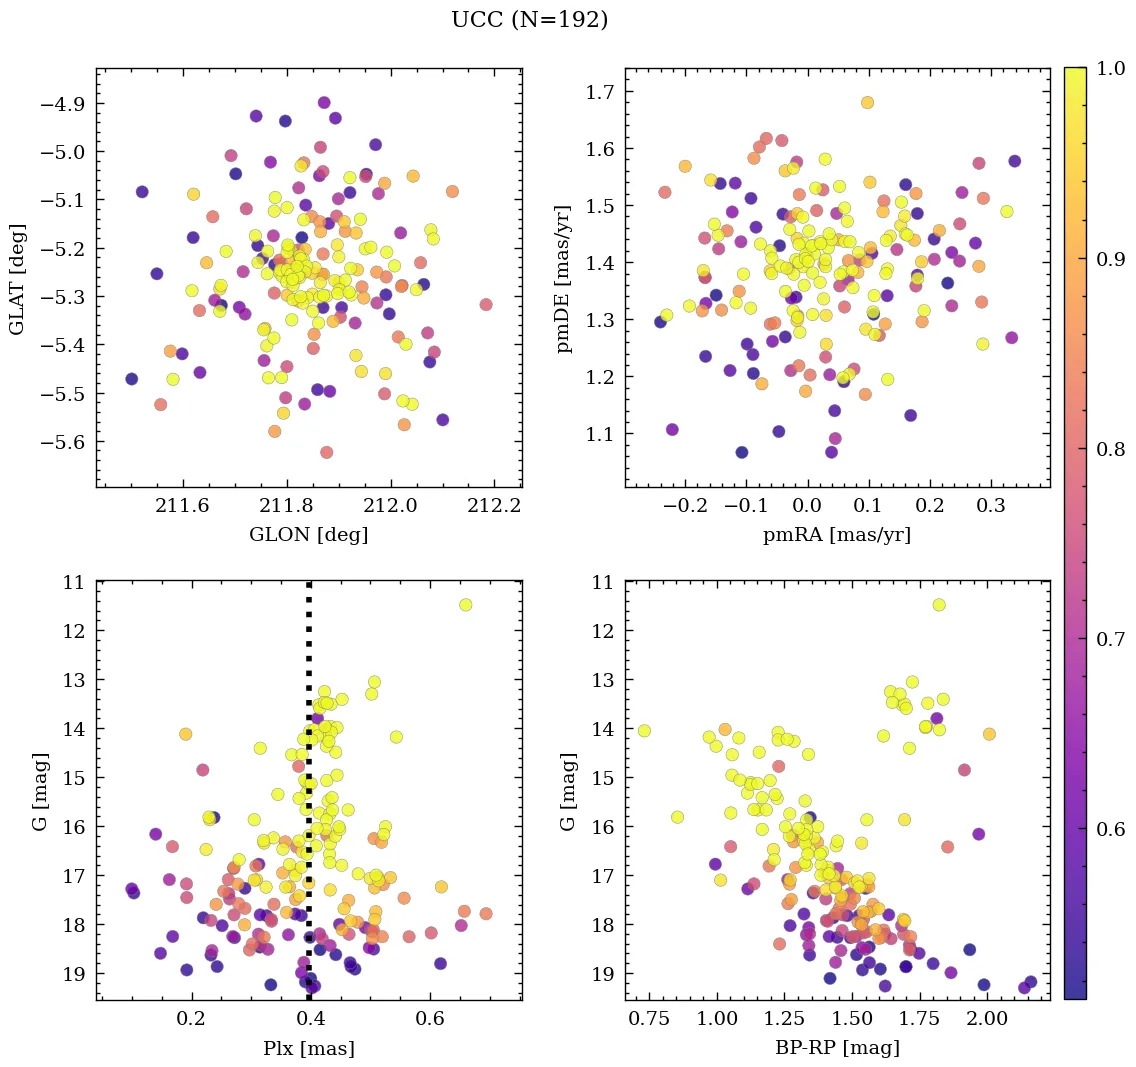 UCC (N=192)
−4.9
−5.0
−5.1
−5.2
−5.3
−5.4
−5.5
−5.6
GLAT [deg]
211.6 211.8 212.0 212.2
GLON [deg]
1.7
1.6
1.5
1.4
1.3
1.2
1.1
pmDE [mas/yr]
−0.2 −0.1 0.0 0.1 0.2 0.3
pmRA [mas/yr]
11
12
13
14
15
16
17
18
19
G [mag]
0.2 0.4 0.6
Plx [mas]
11
12
13
14
15
16
17
18
19
G [mag]
0.75 1.00 1.25 1.50 1.75 2.00
BP-RP [mag]
1.0
0.9
0.8
0.7
0.6